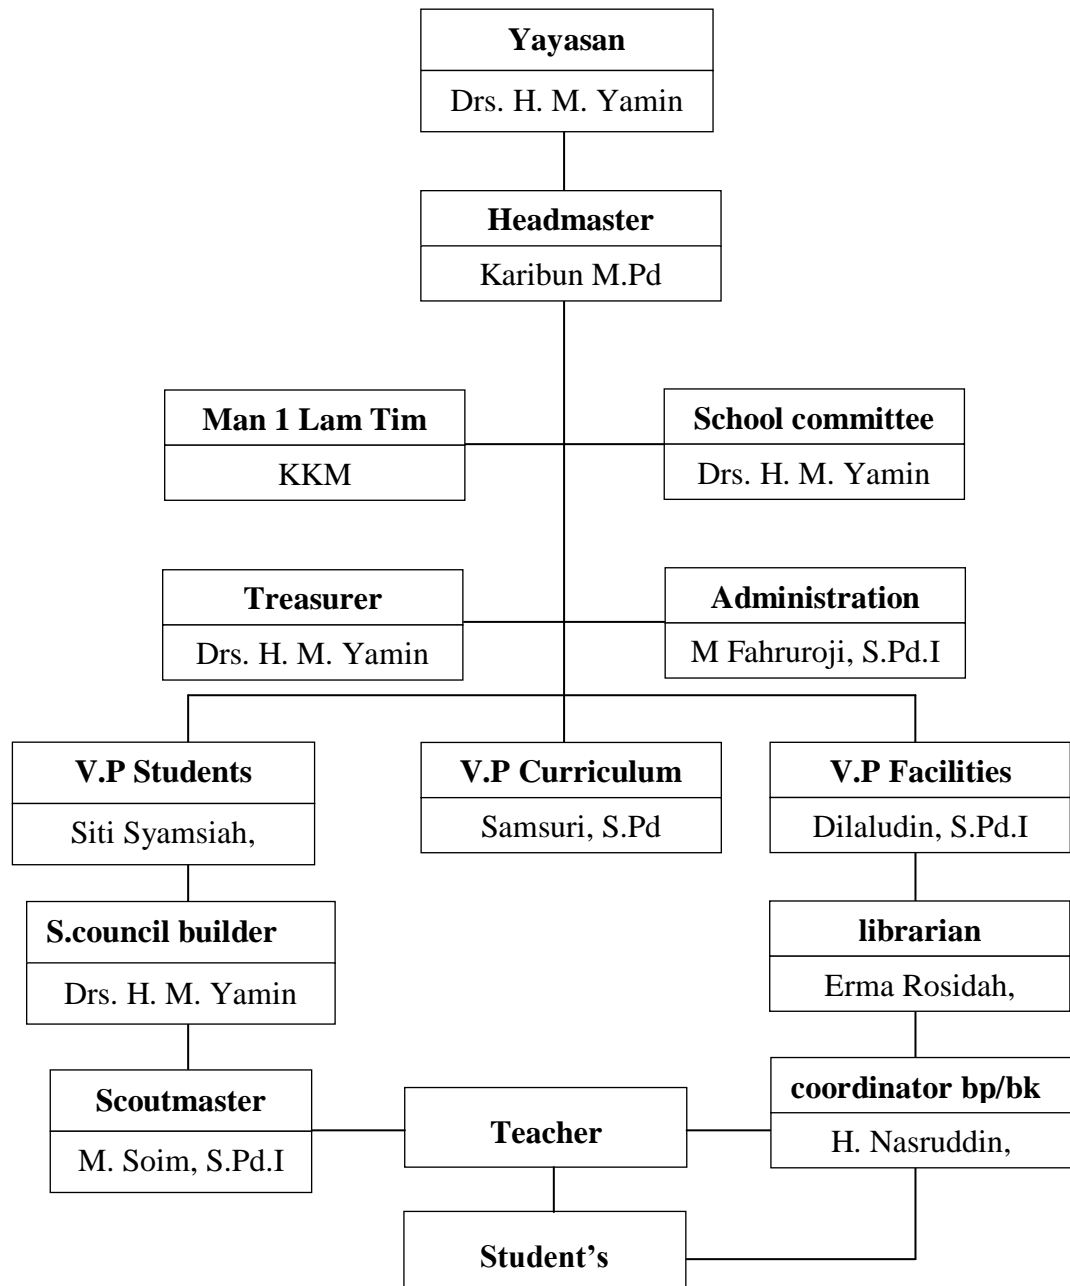 Yayasan
Drs. H. M. Yamin
Headmaster
Karibun M.Pd
Man 1 Lam Tim
KKM
School committee
Drs. H. M. Yamin
Treasurer
Drs. H. M. Yamin
Administration
M Fahruroji, S.Pd.I
V.P Students
Siti Syamsiah,
V.P Curriculum
Samsuri, S.Pd
V.P Facilities
Dilaludin, S.Pd.I
S.council builder
Drs. H. M. Yamin
librarian
Erma Rosidah,
Scoutmaster
M. Soim, S.Pd.I
Teacher
coordinator bp/bk
H. Nasruddin,
Student's